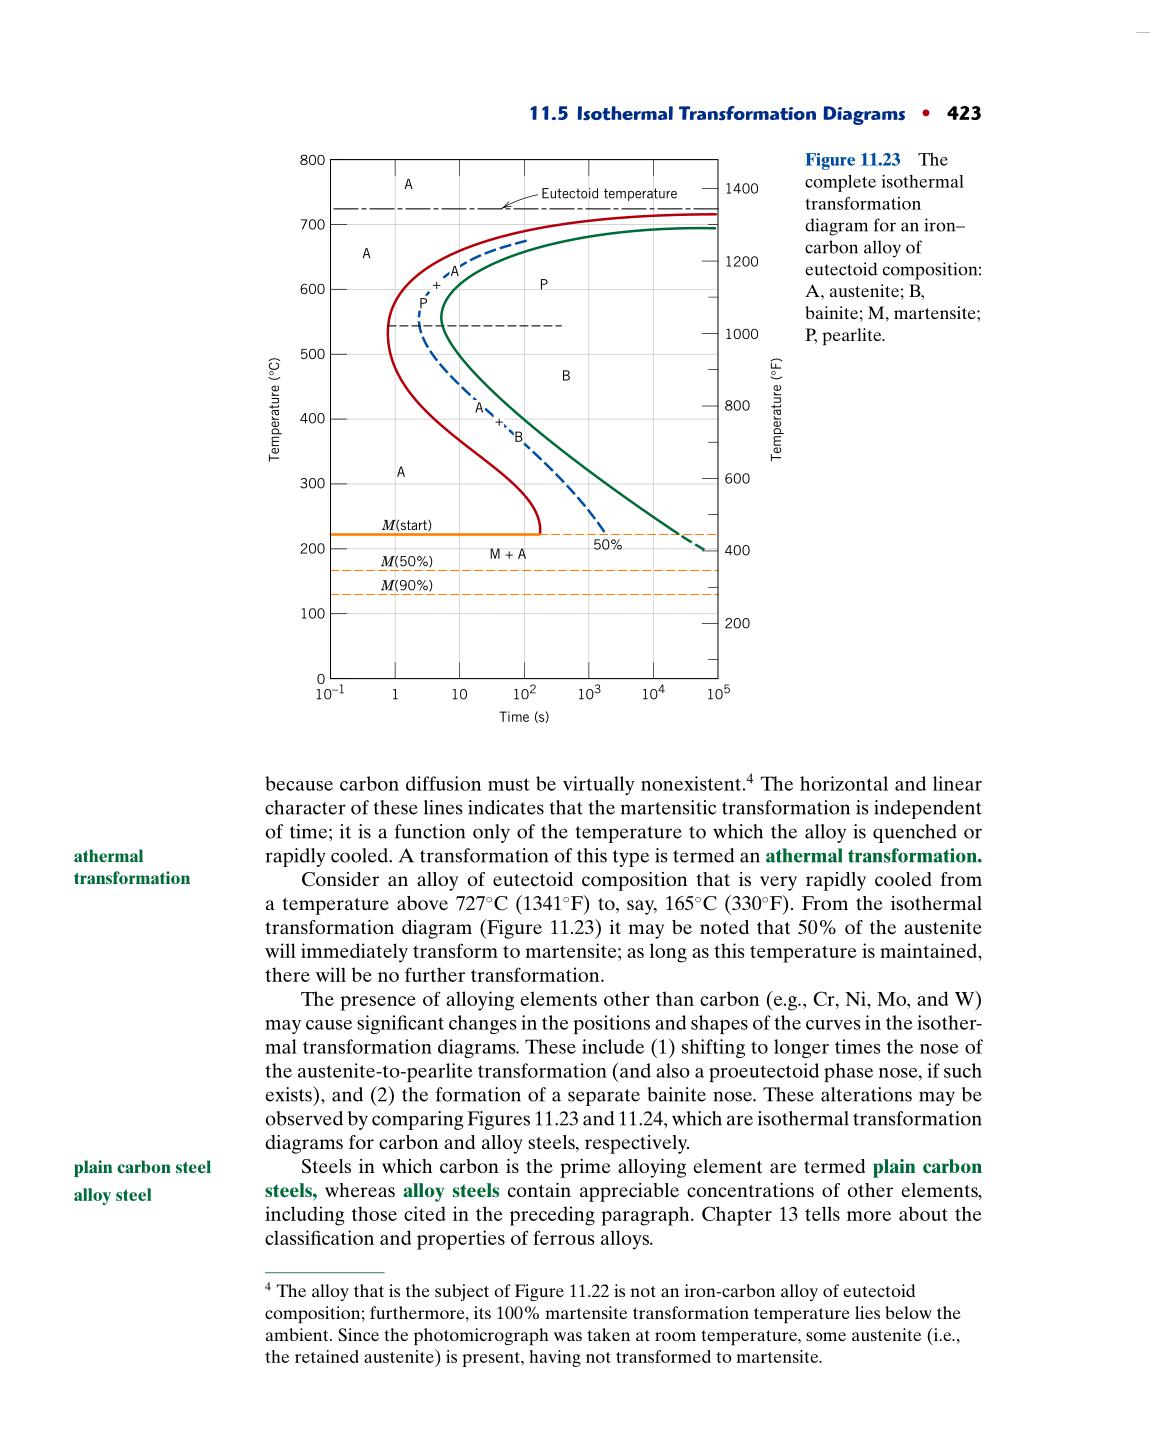 11.5 Isothermal Transformation Diagrams • 423
800
700
600
500
400
300
200
100
0
Temperature (°C)
A
Eutectoid temperature
A
A
+
P
P
B
A
+
B
A
M(start)
M + A
50%
M(50%)
M(90%)
1400
1200
1000
800
600
400
200
Temperature (°F)
10⁻¹ 1 10 10² 10³ 10⁴ 10⁵
Time (s)
Figure 11.23 The
complete isothermal
transformation
diagram for an iron–
carbon alloy of
eutectoid composition:
A, austenite; B,
bainite; M, martensite;
P, pearlite.
because carbon diffusion must be virtually nonexistent.⁴ The horizontal and linear
character of these lines indicates that the martensitic transformation is independent
of time; it is a function only of the temperature to which the alloy is quenched or
rapidly cooled. A transformation of this type is termed an athermal transformation.
athermal
transformation
Consider an alloy of eutectoid composition that is very rapidly cooled from
a temperature above 727°C (1341°F) to, say, 165°C (330°F). From the isothermal
transformation diagram (Figure 11.23) it may be noted that 50% of the austenite
will immediately transform to martensite; as long as this temperature is maintained,
there will be no further transformation.
The presence of alloying elements other than carbon (e.g., Cr, Ni, Mo, and W)
may cause significant changes in the positions and shapes of the curves in the isother-
mal transformation diagrams. These include (1) shifting to longer times the nose of
the austenite-to-pearlite transformation (and also a proeutectoid phase nose, if such
exists), and (2) the formation of a separate bainite nose. These alterations may be
observed by comparing Figures 11.23 and 11.24, which are isothermal transformation
diagrams for carbon and alloy steels, respectively.
plain carbon steel
alloy steel
Steels in which carbon is the prime alloying element are termed plain carbon
steels, whereas alloy steels contain appreciable concentrations of other elements,
including those cited in the preceding paragraph. Chapter 13 tells more about the
classification and properties of ferrous alloys.
⁴ The alloy that is the subject of Figure 11.22 is not an iron-carbon alloy of eutectoid
composition; furthermore, its 100% martensite transformation temperature lies below the
ambient. Since the photomicrograph was taken at room temperature, some austenite (i.e.,
the retained austenite) is present, having not transformed to martensite.